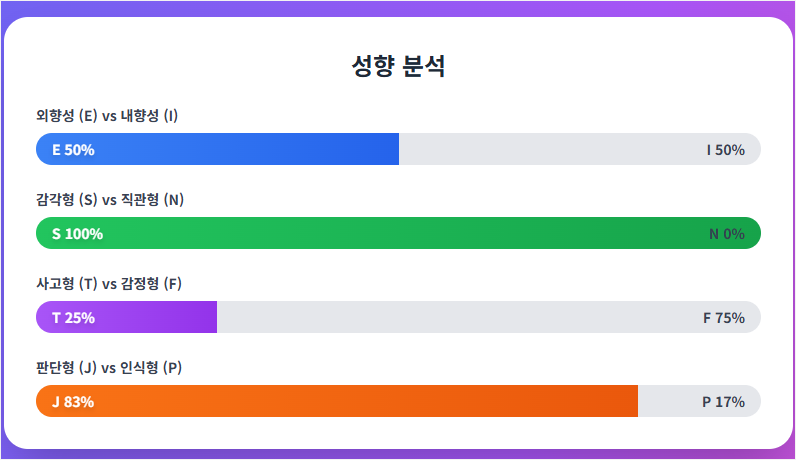 성향 분석
외향성 (E) vs 내향성 (I)
E 50% I 50%
감각형 (S) vs 직관형 (N)
S 100% N 0%
사고형 (T) vs 감정형 (F)
T 25% F 75%
판단형 (J) vs 인식형 (P)
J 83% P 17%